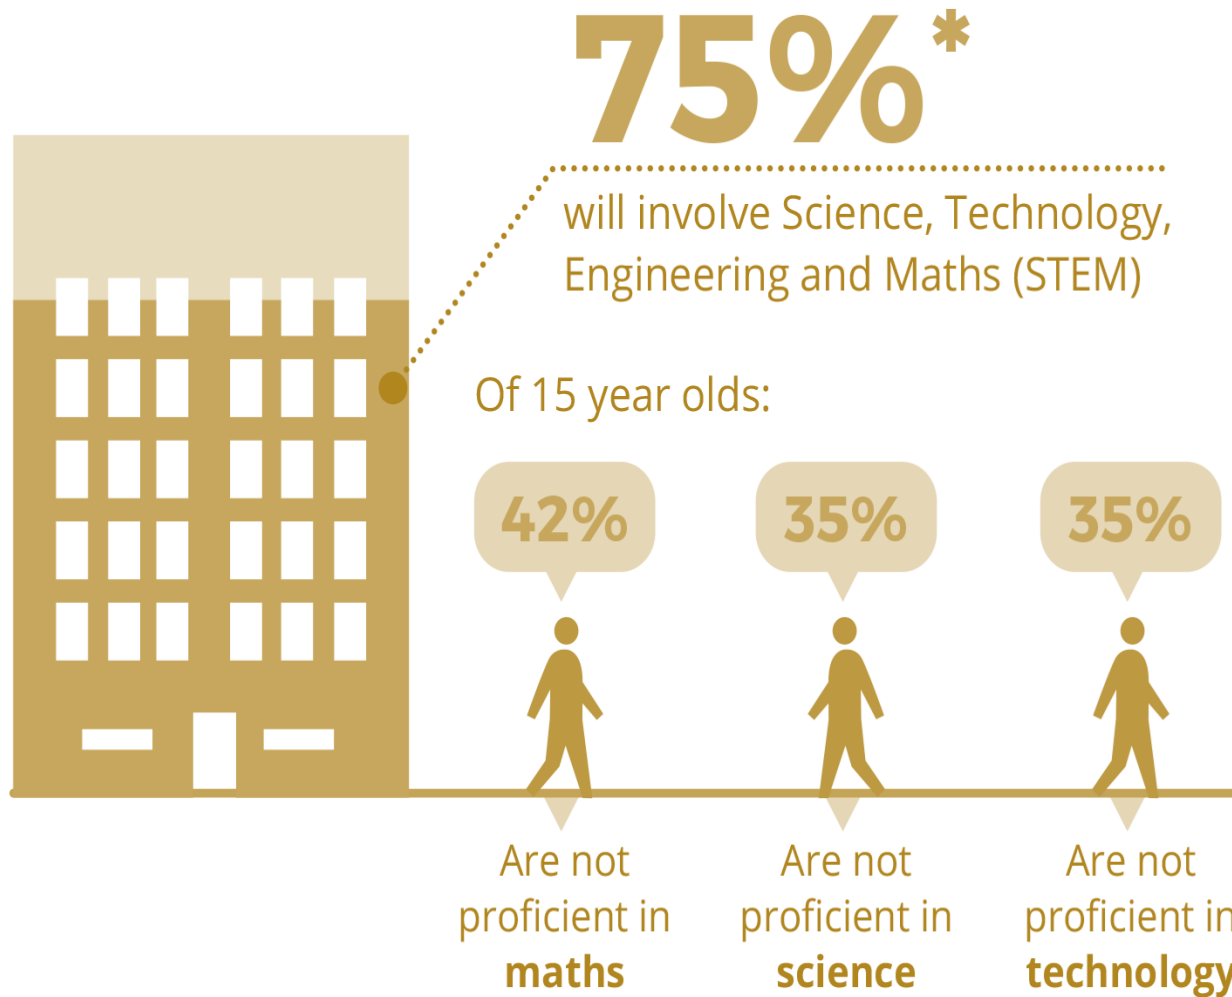 75%*
will involve Science, Technology,
Engineering and Maths (STEM)
Of 15 year olds:
42%
35%
35%
Are not
proficient in
maths
Are not
proficient in
science
Are not
proficient in
technology